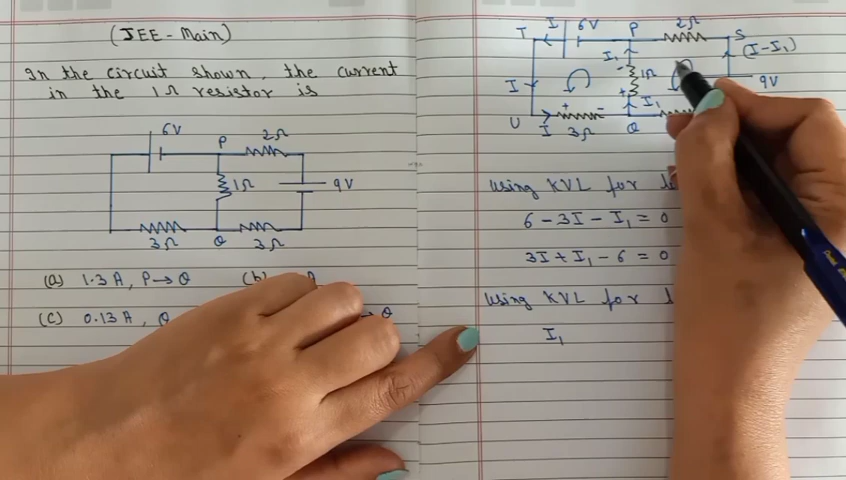 (JEE - Main)
In the circuit shown, the current
in the 1Ω resistor is
6V
P
2Ω
1Ω
9V
3Ω
Q
3Ω
(a) 1.3 A, P→Q
(b)
A
(c) 0.13 A, Q
→Q
T
I
6V
P
2Ω
S
I₁
(I-I₁)
I
1Ω
9V
U
I
3Ω
I₁
Q
Using KVL for
6 - 3I - I₁ = 0
3I + I₁ - 6 = 0
Using KVL for
I₁